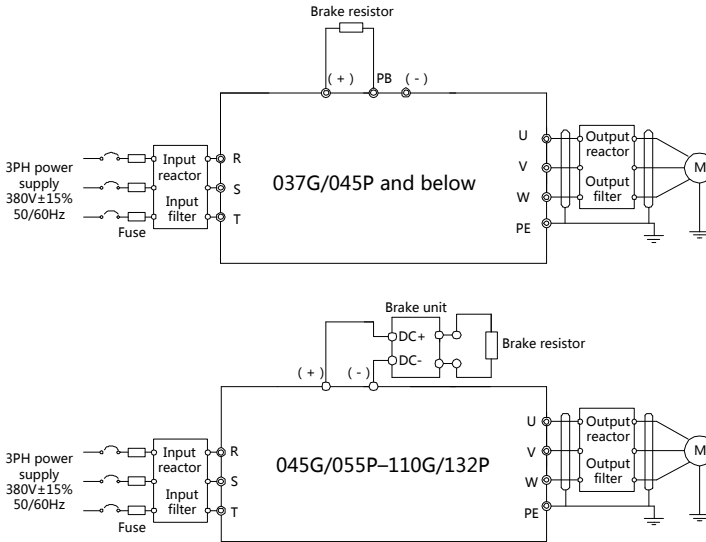 Brake resistor
( + ) PB ( - )
3PH power
supply
380V±15%
50/60Hz
Fuse
Input
reactor
Input
filter
R
S
T
037G/045P and below
U
V
W
PE
Output
reactor
Output
filter
M
Brake unit
DC+
DC-
Brake resistor
( + ) ( - )
3PH power
supply
380V±15%
50/60Hz
Fuse
Input
reactor
Input
filter
R
S
T
045G/055P–110G/132P
U
V
W
PE
Output
reactor
Output
filter
M